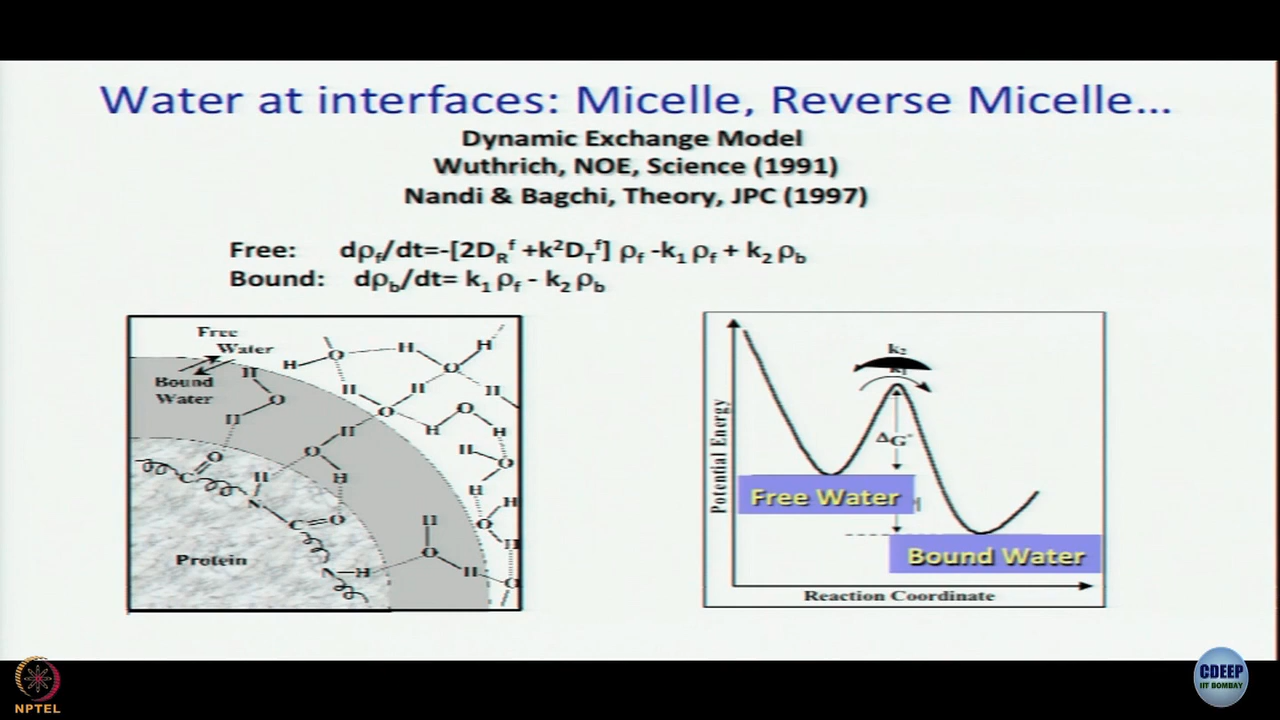 Water at interfaces: Micelle, Reverse Micelle...
Dynamic Exchange Model
Wuthrich, NOE, Science (1991)
Nandi & Bagchi, Theory, JPC (1997)
Free: dρf/dt=-[2D_R^f +k²D_T^f] ρf -k₁ ρf + k₂ ρb
Bound: dρb/dt= k₁ ρf - k₂ ρb
Free
Water
Bound
Water
H
O
H
H
O
H
H
O
H
H
O
H
H
O
C
O
H
N
C
O
H
O
H
H
O
H
H
O
H
O
H
N
H
H
O
Protein
Potential Energy
k₂
k₁
ΔG*
Free Water
Bound Water
Reaction Coordinate
NPTEL
CDEEP
IIT BOMBAY